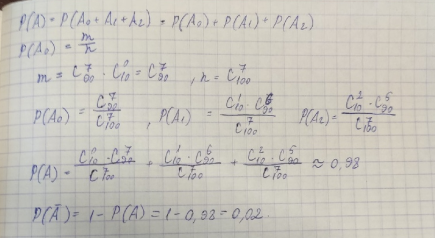 P(A) = P(A₀ + A₁ + A₂) = P(A₀) + P(A₁) + P(A₂)
P(A₀) = m/n
m = C⁷₉₀ · C⁰₁₀ = C⁷₉₀ , n = C⁷₁₀₀
P(A₀) = C⁷₉₀/C⁷₁₀₀ , P(A₁) = C¹₁₀ · C⁶₉₀/C⁷₁₀₀ P(A₂) = C²₁₀ · C⁵₉₀/C⁷₁₀₀
P(A) = C⁰₁₀ · C⁷₉₀/C⁷₁₀₀ + C¹₁₀ · C⁶₉₀/C⁷₁₀₀ + C²₁₀ · C⁵₉₀/C⁷₁₀₀ ≈ 0,98
P(Ā) = 1 - P(A) = 1 - 0,98 = 0,02.